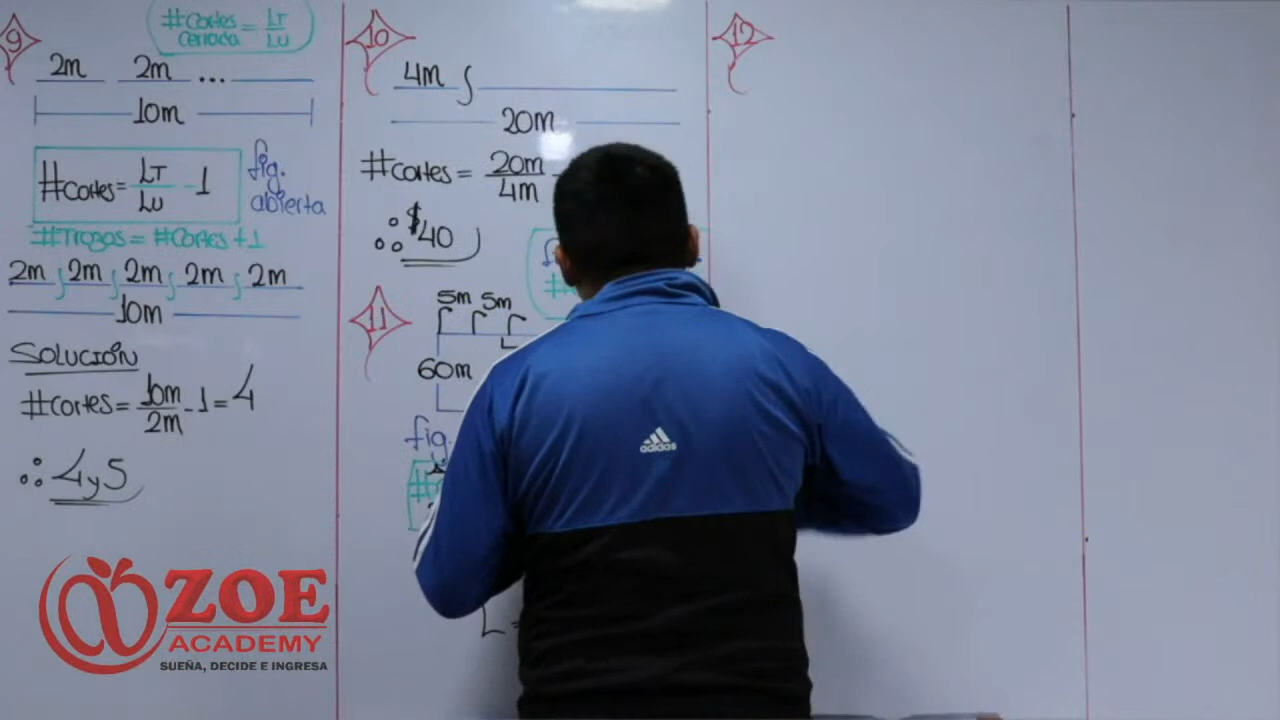 9
#Cortes cerrada = LT/LU
2m 2m ...
10m
#Cortes = LT/LU - 1
fig. abierta
#Trozos = #Cortes + 1
2m 2m 2m 2m 2m
10m
SOLUCIÓN
#cortes = 10m/2m - 1 = 4
∴ 4 y 5
10
4m
20m
#cortes = 20m/4m
∴ $40
11
5m 5m
60m
fig.
12
adidas
ZOE
ACADEMY
SUEÑA, DECIDE E INGRESA